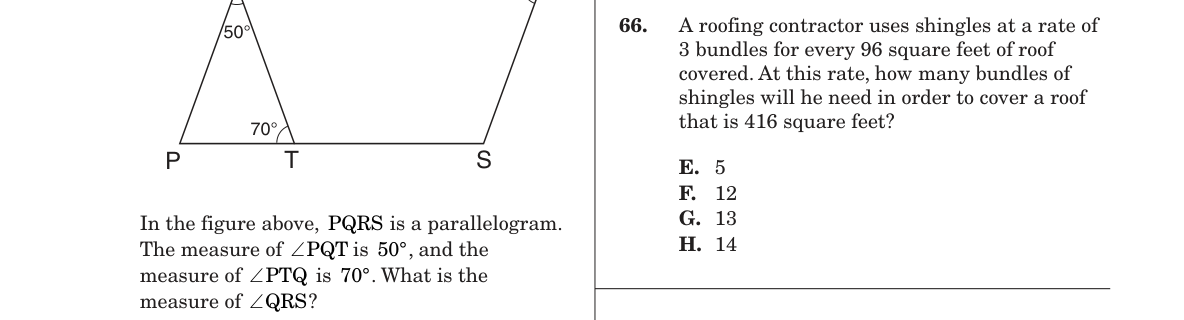 50°
70°
P T S
In the figure above, PQRS is a parallelogram.
The measure of ∠PQT is 50°, and the
measure of ∠PTQ is 70°. What is the
measure of ∠QRS?
66. A roofing contractor uses shingles at a rate of
3 bundles for every 96 square feet of roof
covered. At this rate, how many bundles of
shingles will he need in order to cover a roof
that is 416 square feet?
E. 5
F. 12
G. 13
H. 14